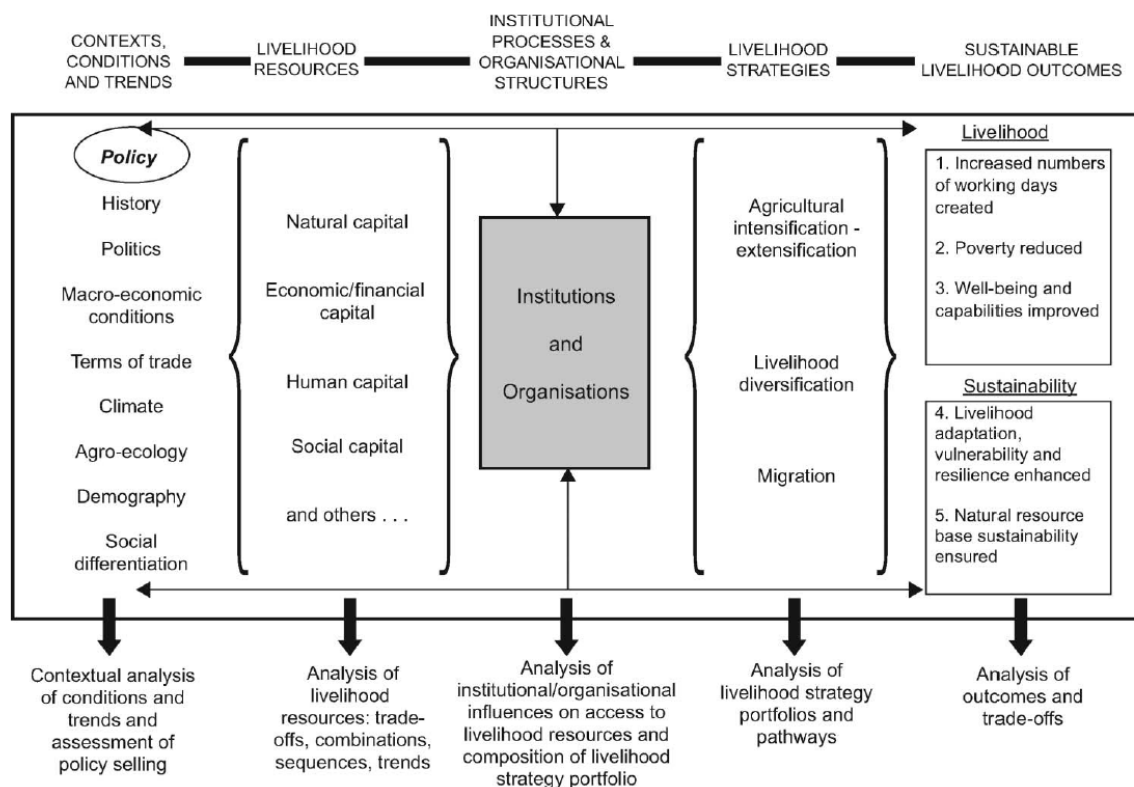 CONTEXTS,
CONDITIONS
AND TRENDS
LIVELIHOOD
RESOURCES
INSTITUTIONAL
PROCESSES &
ORGANISATIONAL
STRUCTURES
LIVELIHOOD
STRATEGIES
SUSTAINABLE
LIVELIHOOD OUTCOMES
Policy
History
Politics
Macro-economic
conditions
Terms of trade
Climate
Agro-ecology
Demography
Social
differentiation
Natural capital
Economic/financial
capital
Human capital
Social capital
and others . . .
Institutions
and
Organisations
Agricultural
intensification -
extensification
Livelihood
diversification
Migration
Livelihood
1. Increased numbers
of working days
created
2. Poverty reduced
3. Well-being and
capabilities improved
Sustainability
4. Livelihood
adaptation,
vulnerability and
resilience enhanced
5. Natural resource
base sustainability
ensured
Contextual analysis
of conditions and
trends and
assessment of
policy selling
Analysis of
livelihood
resources: trade-
offs, combinations,
sequences, trends
Analysis of
institutional/organisational
influences on access to
livelihood resources and
composition of livelihood
strategy portfolio
Analysis of
livelihood strategy
portfolios and
pathways
Analysis of
outcomes and
trade-offs